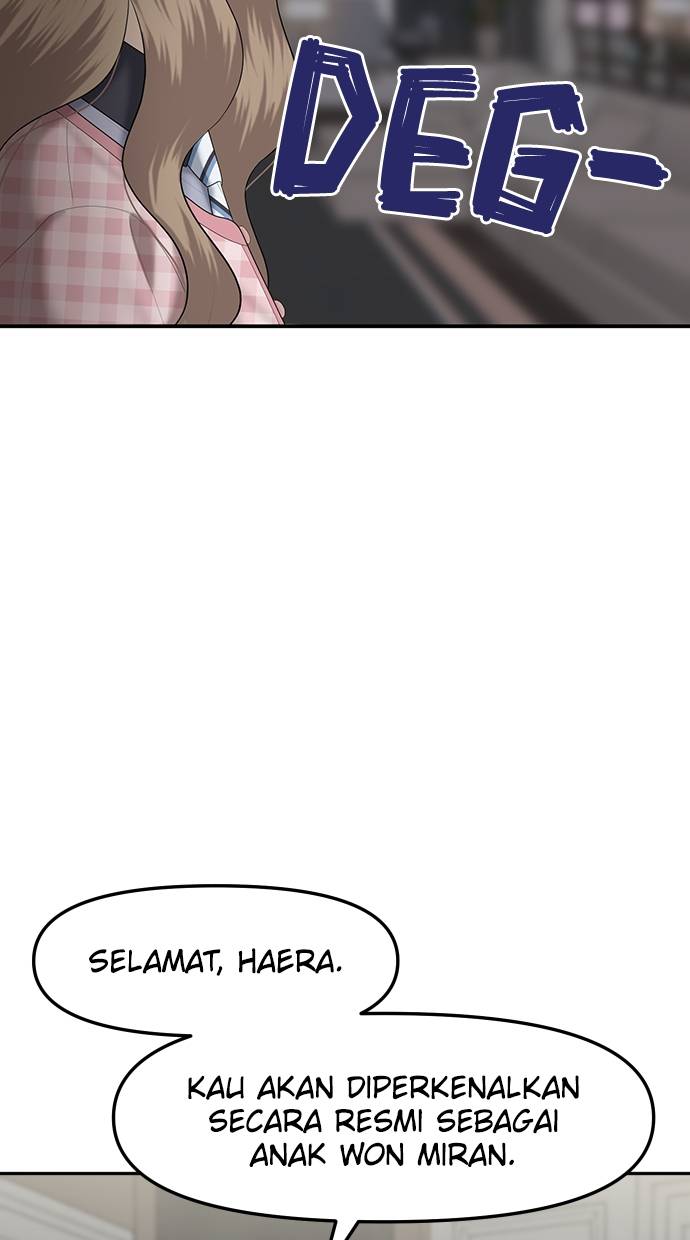 DEG-
SELAMAT, HAERA.
KAU AKAN DIPERKENALKAN
SECARA RESMI SEBAGAI
ANAK WON MIRAN.